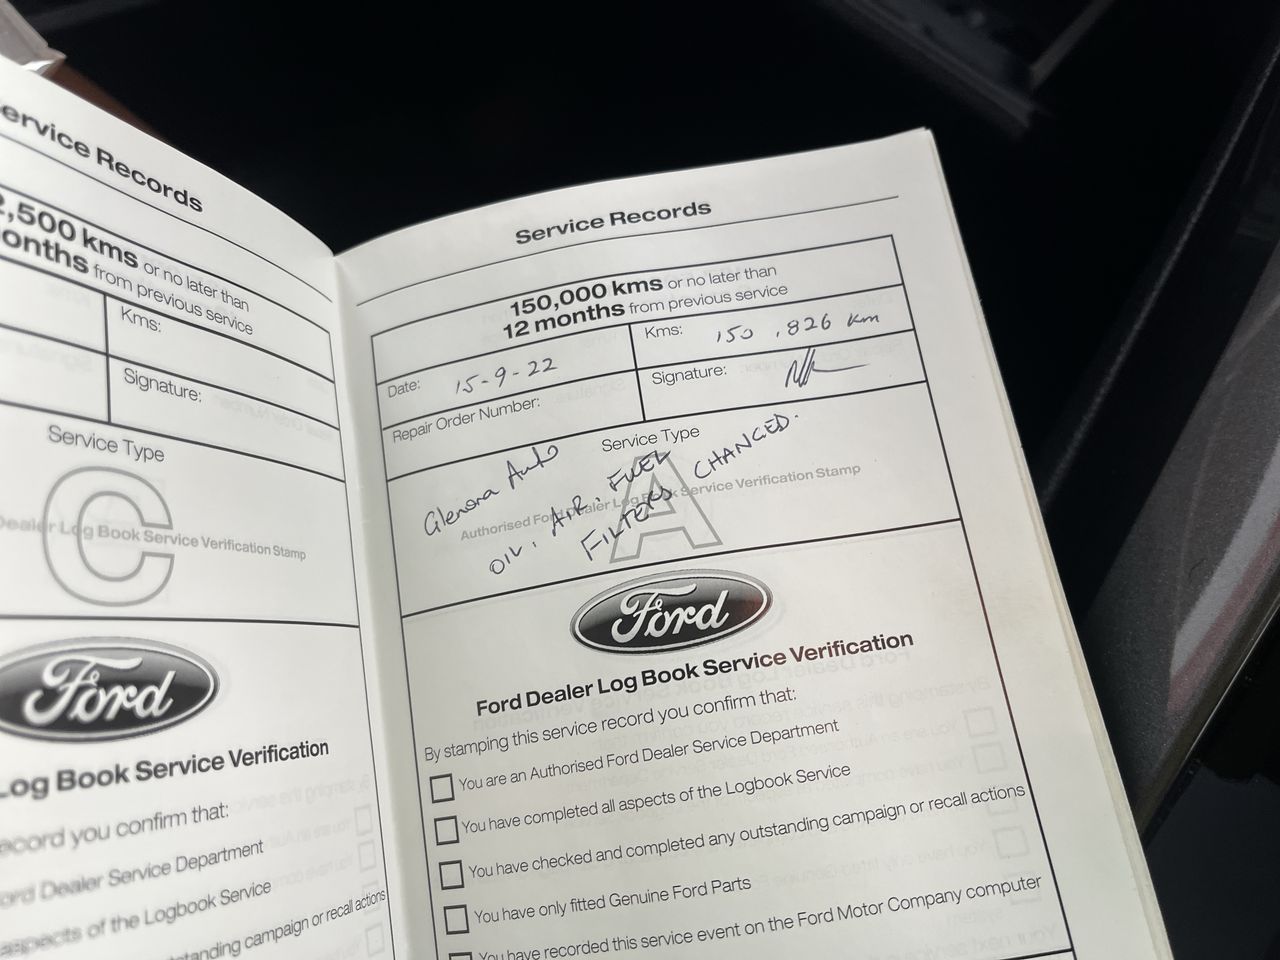 Service Records
2,500 kms or no later than
months from previous service
Kms:
Signature:
Service Type
C
Dealer Log Book Service Verification Stamp
Ford
Log Book Service Verification
record you confirm that:
Ford Dealer Service Department
aspects of the Logbook Service
outstanding campaign or recall actions
Service Records
150,000 kms or no later than
12 months from previous service
Date: 15-9-22
Kms: 150,826 km
Repair Order Number:
Signature:
Service Type
A
Authorised Ford Dealer Log Book Service Verification Stamp
Glenora Auto
OIL, AIR, FUEL
FILTERS CHANGED.
Ford
Ford Dealer Log Book Service Verification
By stamping this service record you confirm that:
You are an Authorised Ford Dealer Service Department
You have completed all aspects of the Logbook Service
You have checked and completed any outstanding campaign or recall actions
You have only fitted Genuine Ford Parts
You have recorded this service event on the Ford Motor Company computer